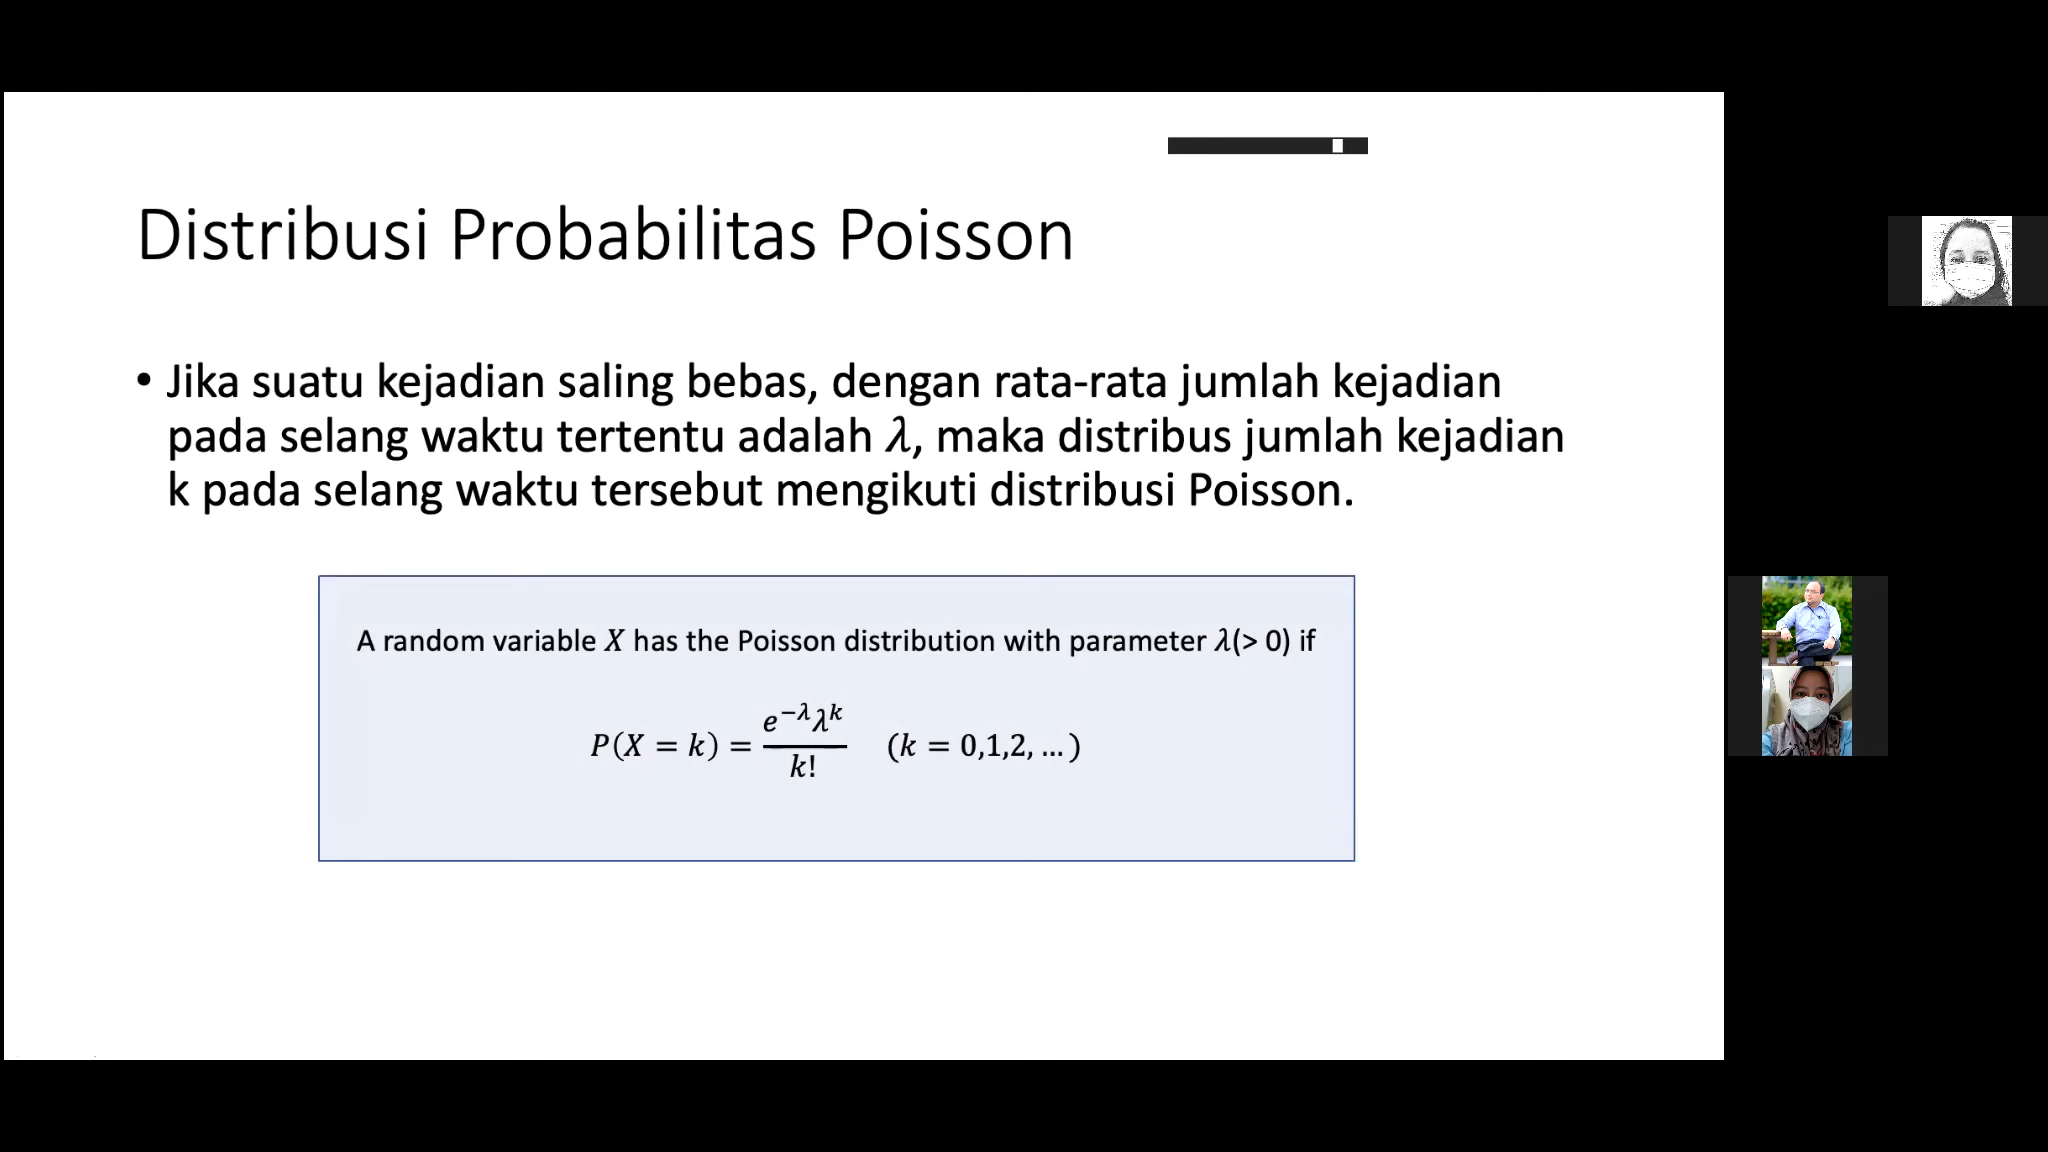 Distribusi Probabilitas Poisson
• Jika suatu kejadian saling bebas, dengan rata-rata jumlah kejadian
pada selang waktu tertentu adalah λ, maka distribus jumlah kejadian
k pada selang waktu tersebut mengikuti distribusi Poisson.
A random variable X has the Poisson distribution with parameter λ(> 0) if
P(X = k) = e^{-λ}λ^k / k! (k = 0,1,2, ... )